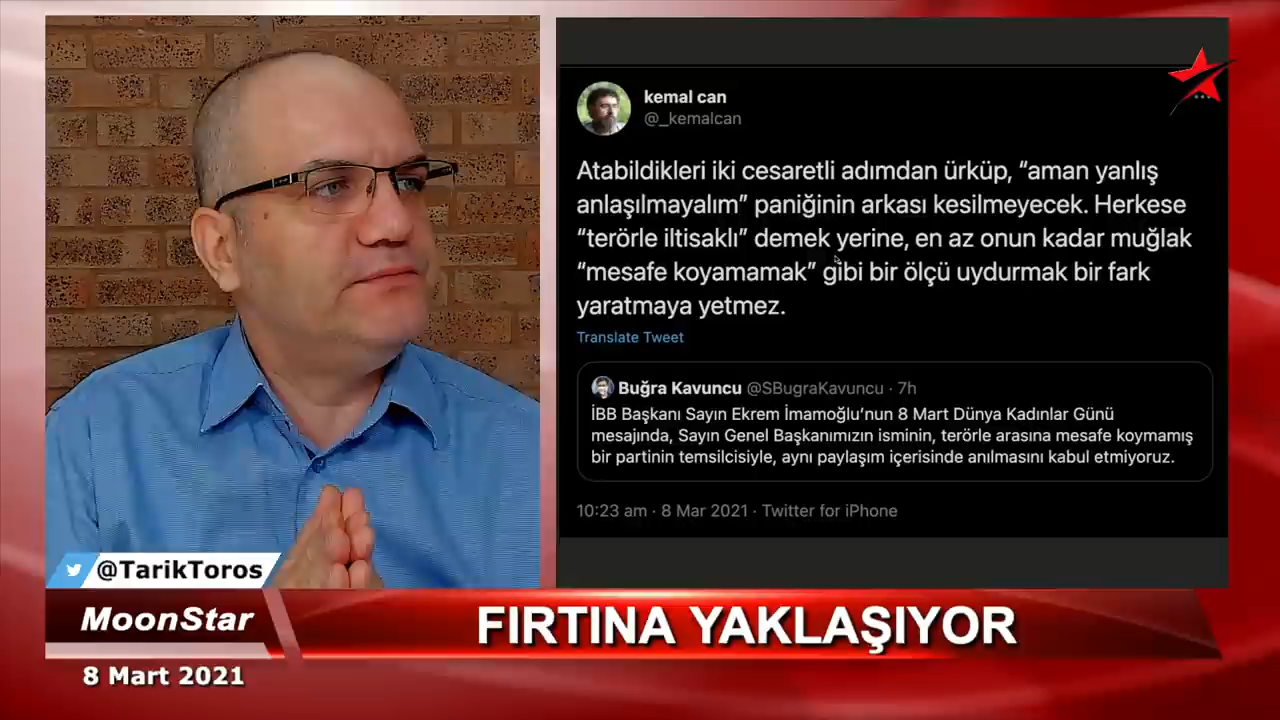 kemal can
@_kemalcan
Atabildikleri iki cesaretli adımdan ürküp, “aman yanlış
anlaşılmayalım” paniğinin arkası kesilmeyecek. Herkese
“terörle iltisaklı” demek yerine, en az onun kadar muğlak
“mesafe koyamamak” gibi bir ölçü uydurmak bir fark
yaratmaya yetmez.
Translate Tweet
Buğra Kavuncu @SBugraKavuncu · 7h
İBB Başkanı Sayın Ekrem İmamoğlu’nun 8 Mart Dünya Kadınlar Günü
mesajında, Sayın Genel Başkanımızın isminin, terörle arasına mesafe koymamış
bir partinin temsilcisiyle, aynı paylaşım içerisinde anılmasını kabul etmiyoruz.
10:23 am · 8 Mar 2021 · Twitter for iPhone
@TarikToros
MoonStar
FIRTINA YAKLAŞIYOR
8 Mart 2021